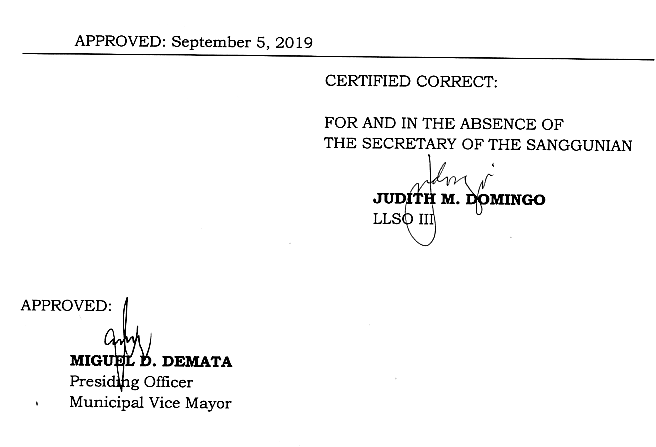 APPROVED: September 5, 2019
CERTIFIED CORRECT:
FOR AND IN THE ABSENCE OF
THE SECRETARY OF THE SANGGUNIAN
JUDITH M. DOMINGO
LLSO III
APPROVED:
MIGUEL D. DEMATA
Presiding Officer
Municipal Vice Mayor